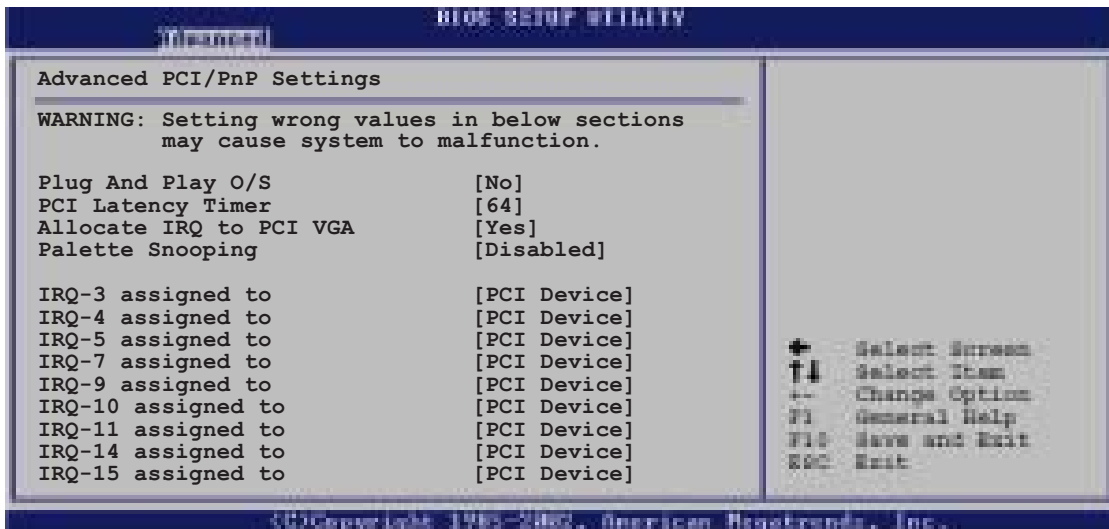 BIOS SETUP UTILITY
Advanced
Advanced PCI/PnP Settings
WARNING: Setting wrong values in below sections
may cause system to malfunction.
Plug And Play O/S [No]
PCI Latency Timer [64]
Allocate IRQ to PCI VGA [Yes]
Palette Snooping [Disabled]
IRQ-3 assigned to [PCI Device]
IRQ-4 assigned to [PCI Device]
IRQ-5 assigned to [PCI Device]
IRQ-7 assigned to [PCI Device]
IRQ-9 assigned to [PCI Device]
IRQ-10 assigned to [PCI Device]
IRQ-11 assigned to [PCI Device]
IRQ-14 assigned to [PCI Device]
IRQ-15 assigned to [PCI Device]
← Select Screen
↑↓ Select Item
+- Change Option
F1 General Help
F10 Save and Exit
ESC Exit
(C)Copyright American Megatrends, Inc.